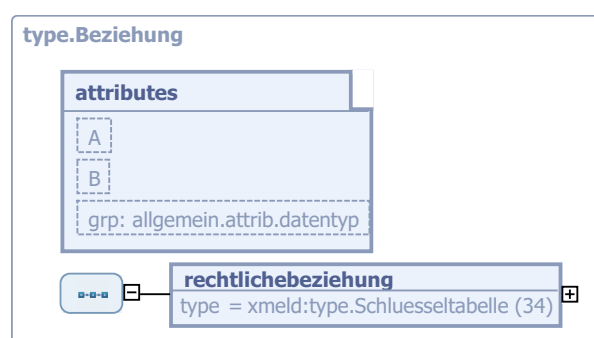 type.Beziehung
attributes
A
B
grp: allgemein.attrib.datentyp
rechtlichebeziehung
type = xmeld:type.Schluesseltabelle (34)